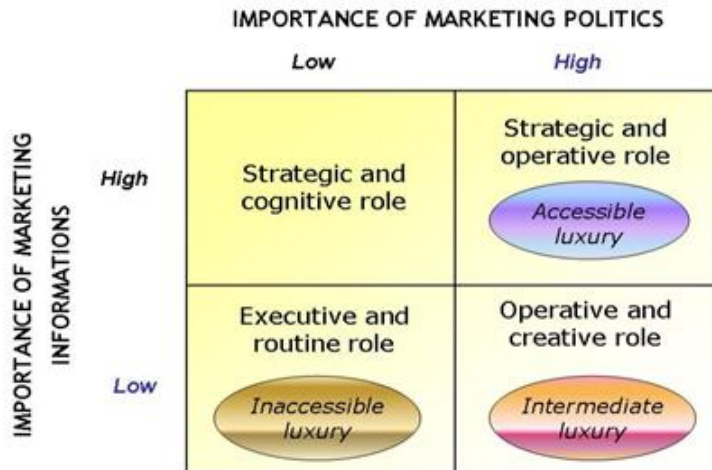 IMPORTANCE OF MARKETING POLITICS
Low
High
IMPORTANCE OF MARKETING
INFORMATIONS
High
Strategic and
cognitive role
Strategic and
operative role
Accessible
luxury
Low
Executive and
routine role
Inaccessible
luxury
Operative and
creative role
Intermediate
luxury